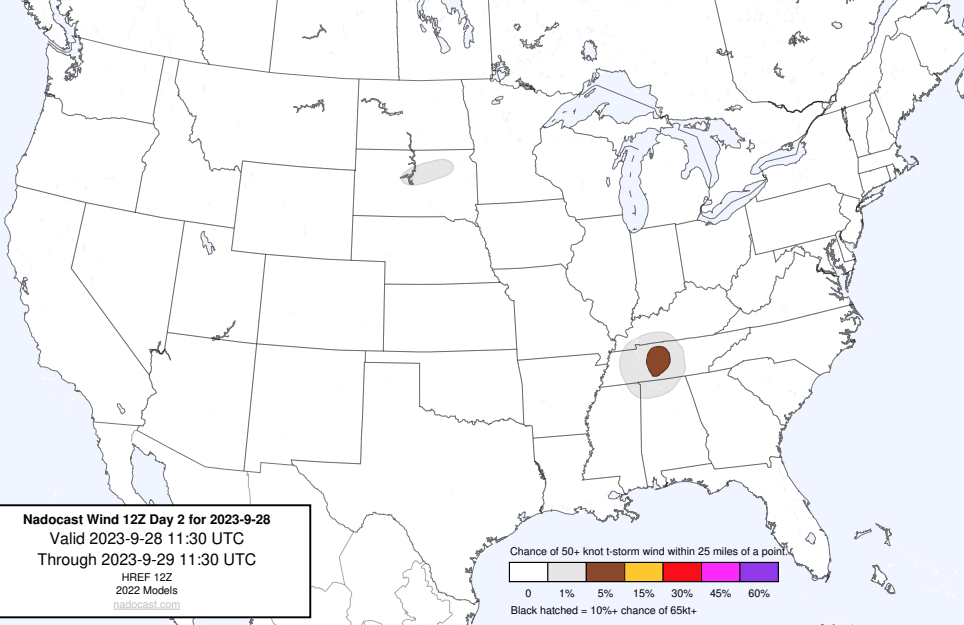 Nadocast Wind 12Z Day 2 for 2023-9-28
Valid 2023-9-28 11:30 UTC
Through 2023-9-29 11:30 UTC
HREF 12Z
2022 Models
nadocast.com
Chance of 50+ knot t-storm wind within 25 miles of a point.
0 1% 5% 15% 30% 45% 60%
Black hatched = 10%+ chance of 65kt+